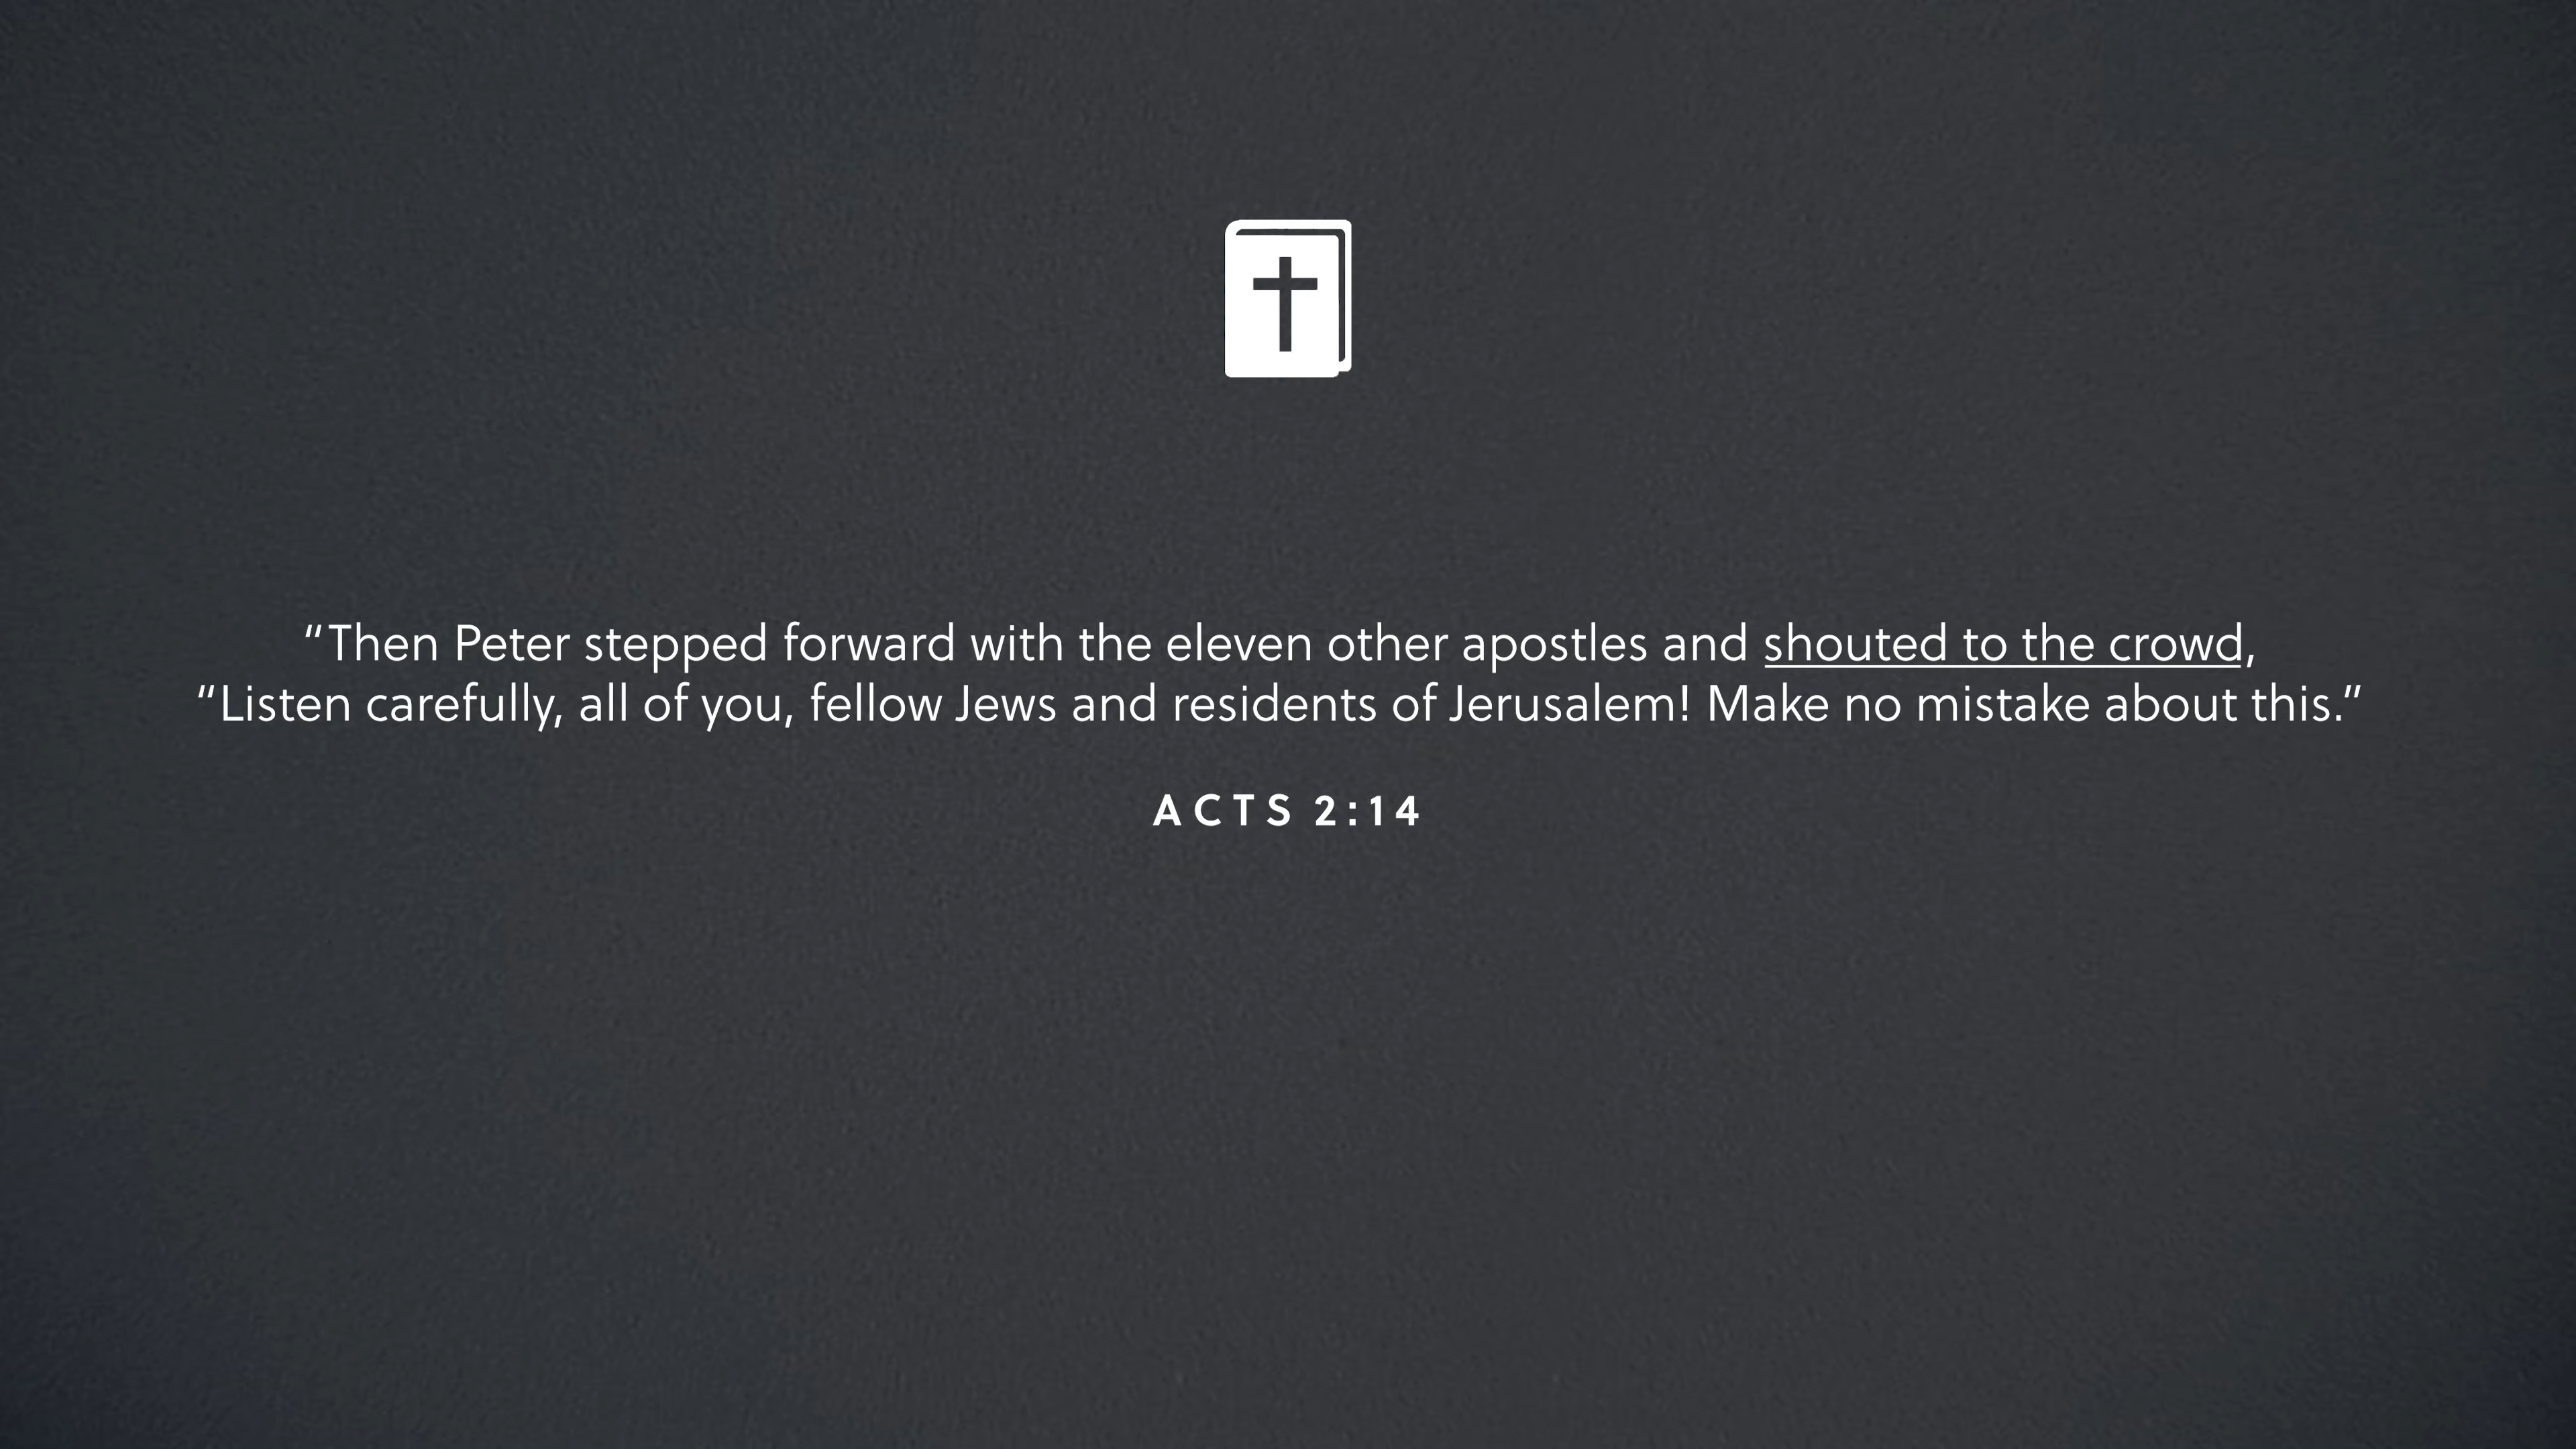 “Then Peter stepped forward with the eleven other apostles and shouted to the crowd,
“Listen carefully, all of you, fellow Jews and residents of Jerusalem! Make no mistake about this.”
ACTS 2:14